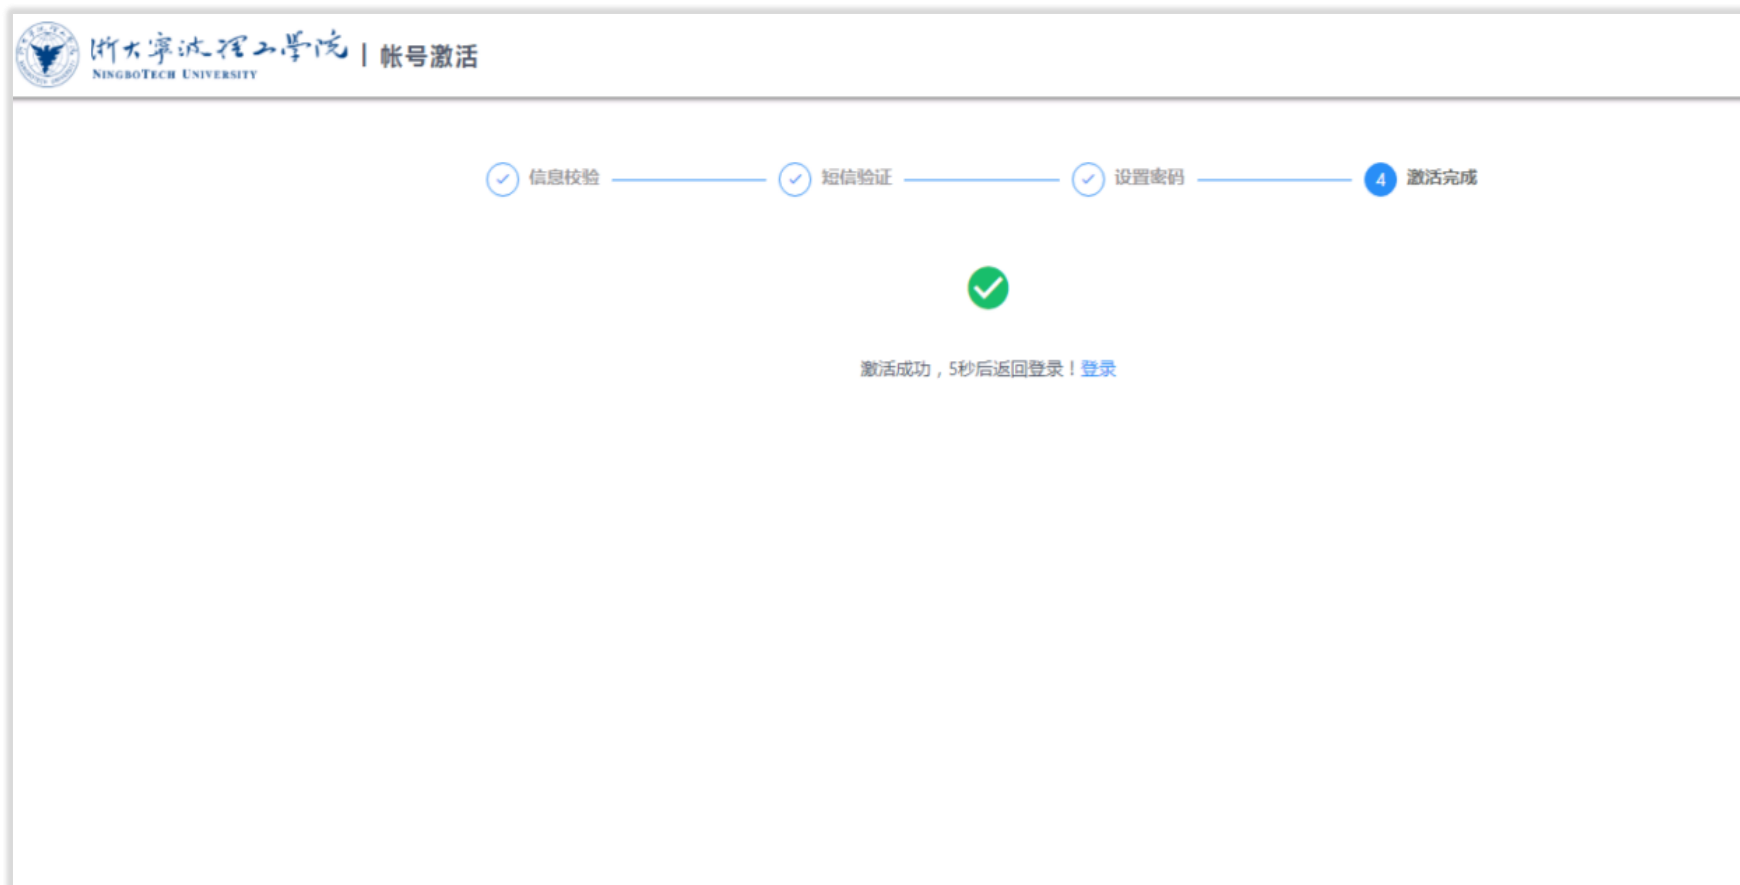 浙大宁波理工学院 | 帐号激活
NINGBOTECH UNIVERSITY
信息校验 短信验证 设置密码 4 激活完成
激活成功，5秒后返回登录！登录